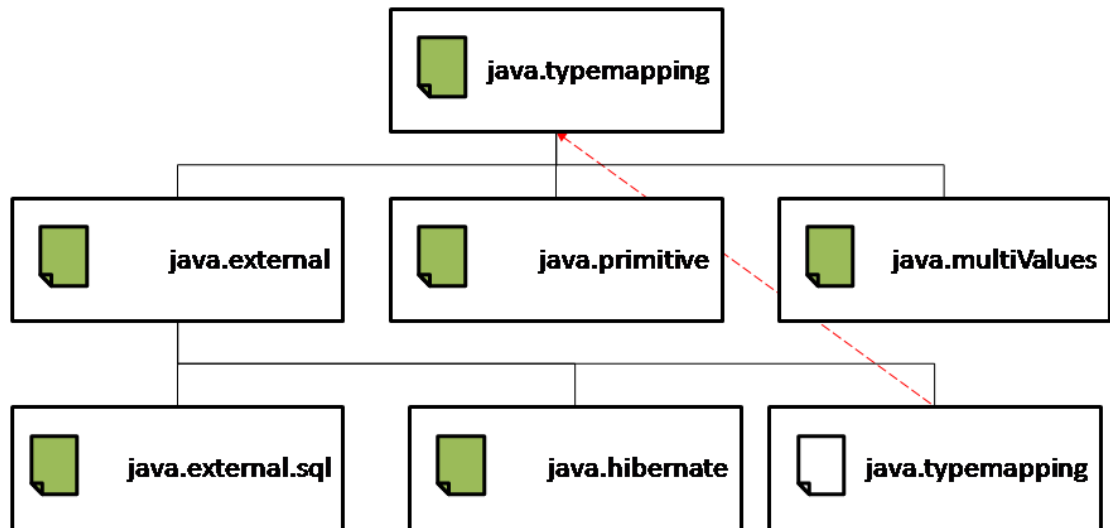 java.typemapping
java.external
java.primitive
java.multiValues
java.external.sql
java.hibernate
java.typemapping